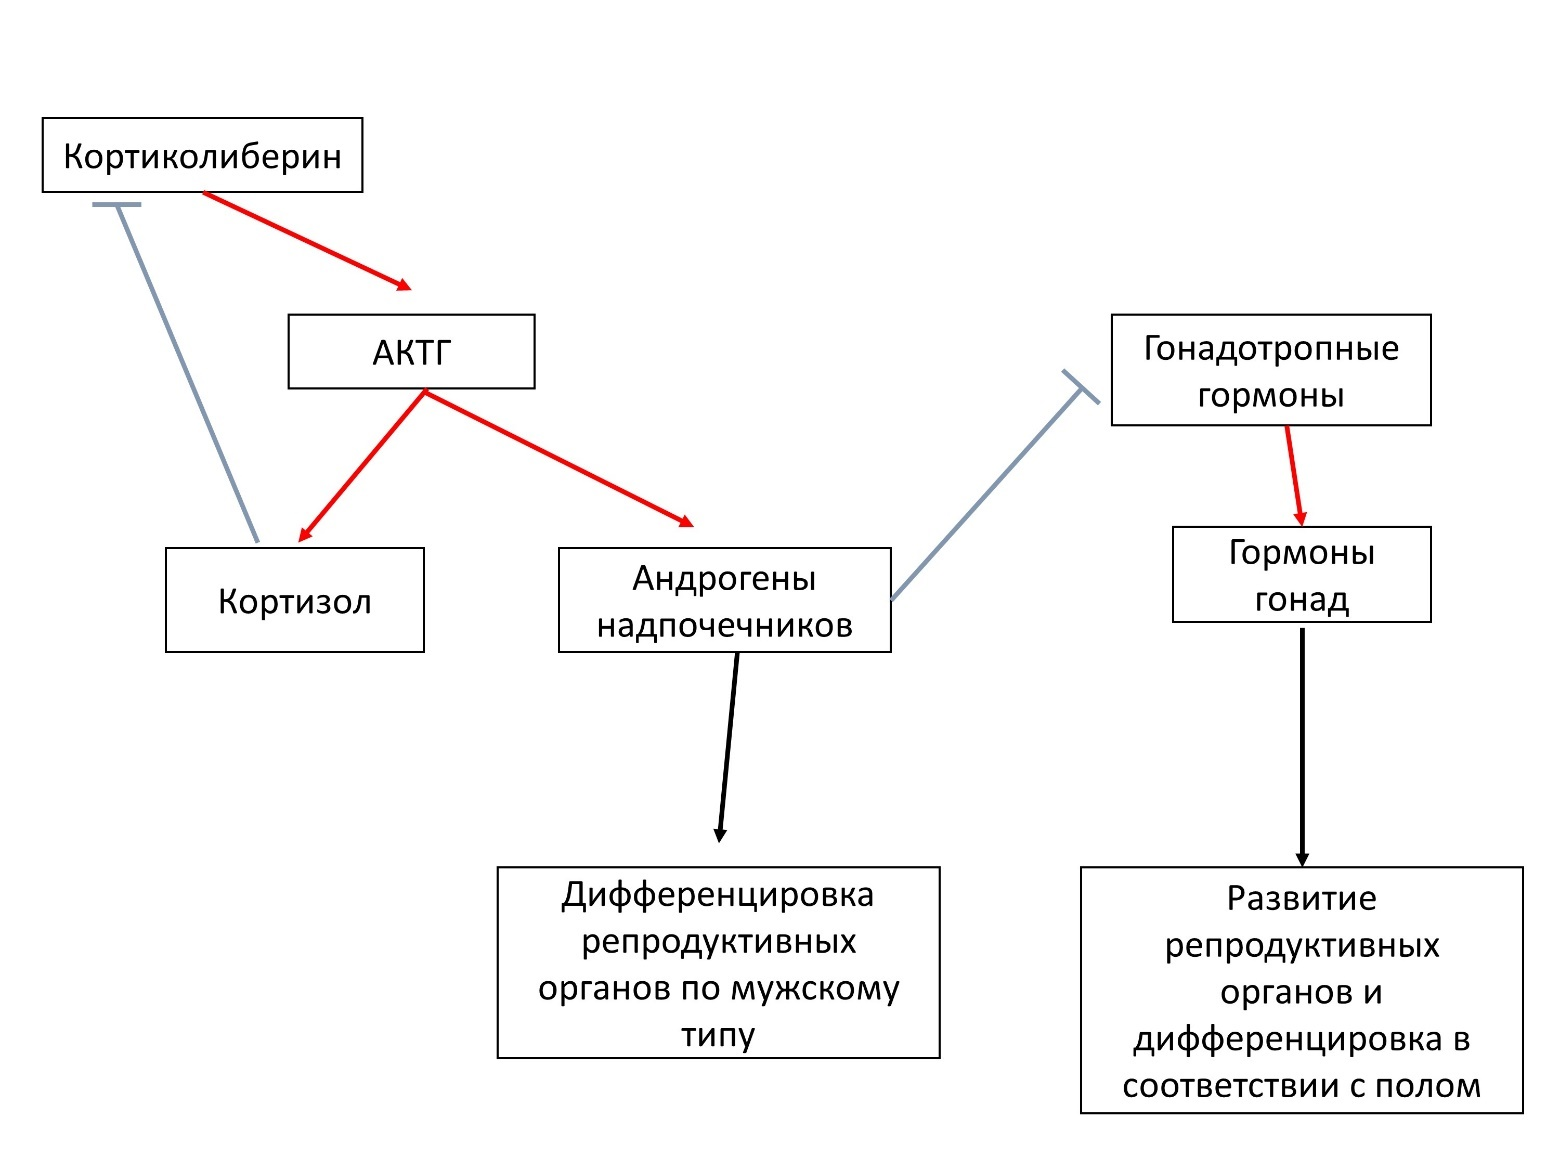 Кортиколиберин
АКТГ
Гонадотропные
гормоны
Кортизол
Андрогены
надпочечников
Гормоны
гонад
Дифференцировка
репродуктивных
органов по мужскому
типу
Развитие
репродуктивных
органов и
дифференцировка в
соответствии с полом